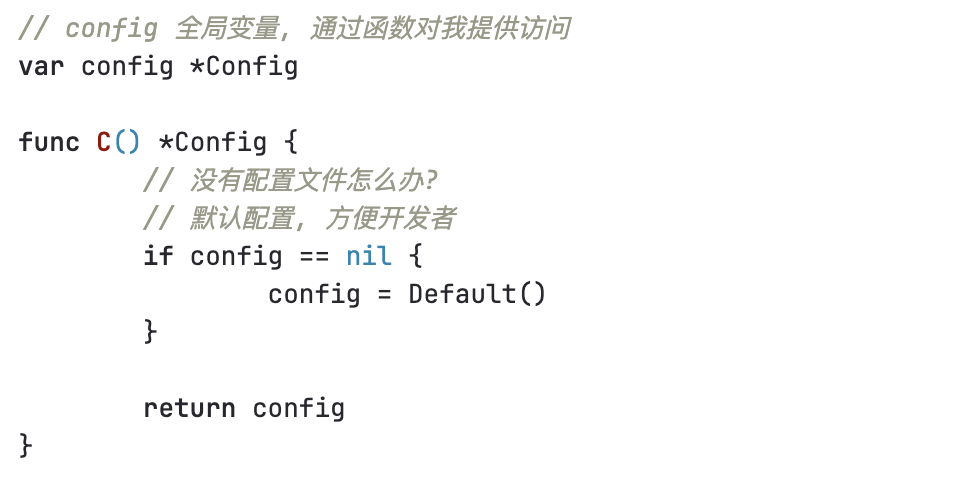 // config 全局变量, 通过函数对我提供访问
var config *Config
func C() *Config {
// 没有配置文件怎么办?
// 默认配置, 方便开发者
if config == nil {
config = Default()
}
return config
}